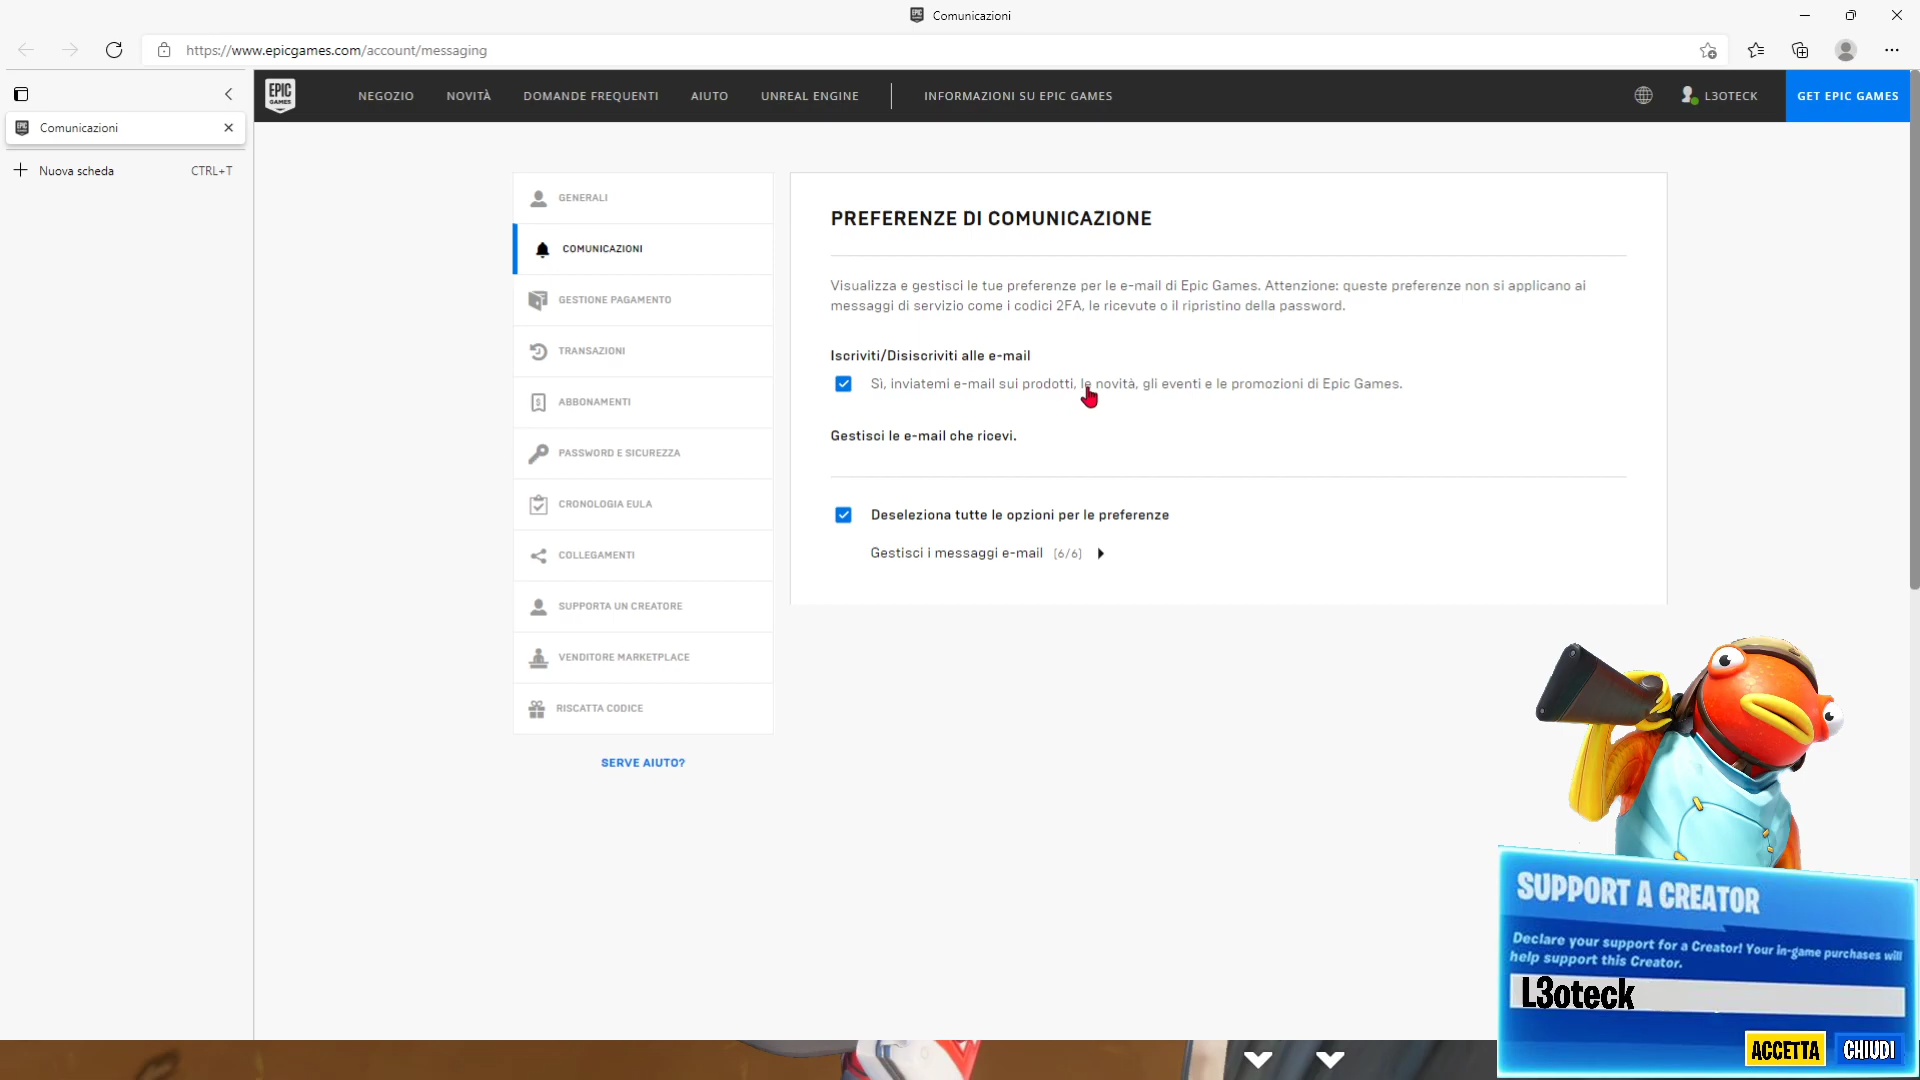 Comunicazioni
https://www.epicgames.com/account/messaging
Comunicazioni
Nuova scheda CTRL+T
EPIC GAMES
NEGOZIO NOVITÀ DOMANDE FREQUENTI AIUTO UNREAL ENGINE INFORMAZIONI SU EPIC GAMES L3OTECK GET EPIC GAMES
GENERALI
COMUNICAZIONI
GESTIONE PAGAMENTO
TRANSAZIONI
ABBONAMENTI
PASSWORD E SICUREZZA
CRONOLOGIA EULA
COLLEGAMENTI
SUPPORTA UN CREATORE
VENDITORE MARKETPLACE
RISCATTA CODICE
SERVE AIUTO?
PREFERENZE DI COMUNICAZIONE
Visualizza e gestisci le tue preferenze per le e-mail di Epic Games. Attenzione: queste preferenze non si applicano ai
messaggi di servizio come i codici 2FA, le ricevute o il ripristino della password.
Iscriviti/Disiscriviti alle e-mail
Sì, inviatemi e-mail sui prodotti, le novità, gli eventi e le promozioni di Epic Games.
Gestisci le e-mail che ricevi.
Deseleziona tutte le opzioni per le preferenze
Gestisci i messaggi e-mail (6/6)
SUPPORT A CREATOR
Declare your support for a Creator! Your in-game purchases will
help support this Creator.
L3oteck
ACCETTA CHIUDI